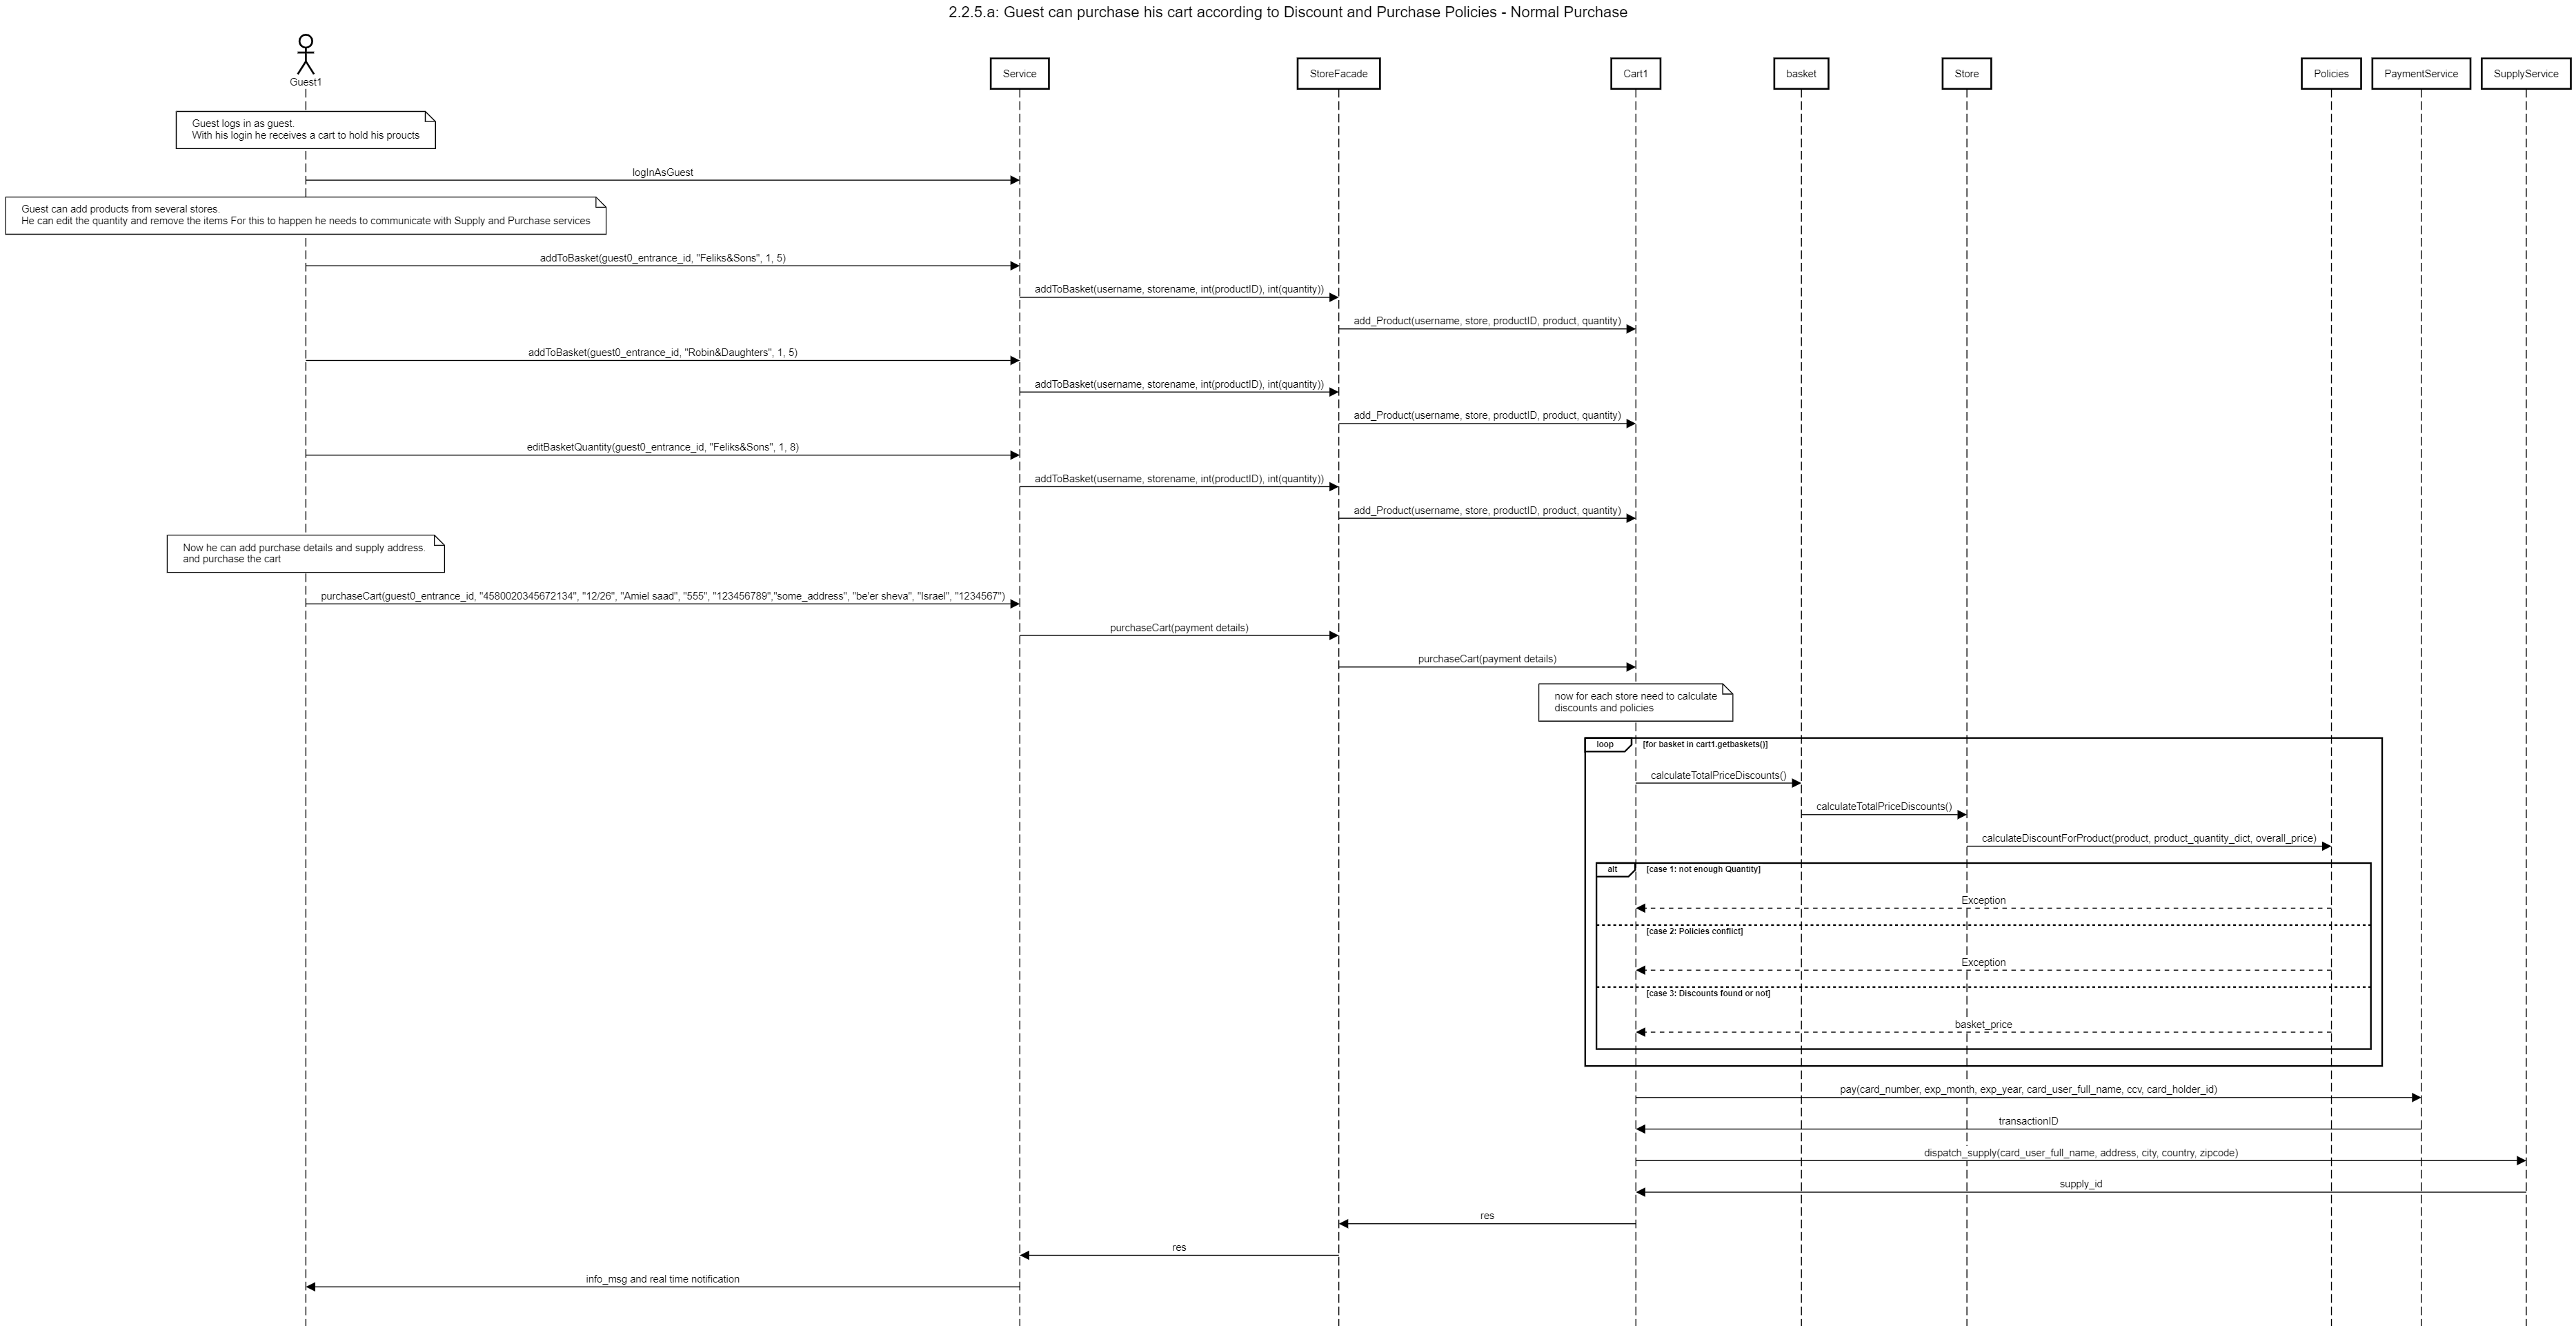 2.2.5.a: Guest can purchase his cart according to Discount and Purchase Policies - Normal Purchase
Guest1
Service
StoreFacade
Cart1
basket
Store
Policies
PaymentService
SupplyService
Guest logs in as guest.
With his login he receives a cart to hold his proucts
logInAsGuest
Guest can add products from several stores.
He can edit the quantity and remove the items For this to happen he needs to communicate with Supply and Purchase services
addToBasket(guest0_entrance_id, "Feliks&Sons", 1, 5)
addToBasket(username, storename, int(productID), int(quantity))
add_Product(username, store, productID, product, quantity)
addToBasket(guest0_entrance_id, "Robin&Daughters", 1, 5)
addToBasket(username, storename, int(productID), int(quantity))
add_Product(username, store, productID, product, quantity)
editBasketQuantity(guest0_entrance_id, "Feliks&Sons", 1, 8)
addToBasket(username, storename, int(productID), int(quantity))
add_Product(username, store, productID, product, quantity)
Now he can add purchase details and supply address.
and purchase the cart
purchaseCart(guest0_entrance_id, "4580020345672134", "12/26", "Amiel saad", "555", "123456789","some_address", "be'er sheva", "Israel", "1234567")
purchaseCart(payment details)
purchaseCart(payment details)
now for each store need to calculate
discounts and policies
loop [for basket in cart1.getbaskets()]
calculateTotalPriceDiscounts()
calculateTotalPriceDiscounts()
calculateDiscountForProduct(product, product_quantity_dict, overall_price)
alt [case 1: not enough Quantity]
Exception
[case 2: Policies conflict]
Exception
[case 3: Discounts found or not]
basket_price
pay(card_number, exp_month, exp_year, card_user_full_name, ccv, card_holder_id)
transactionID
dispatch_supply(card_user_full_name, address, city, country, zipcode)
supply_id
res
res
info_msg and real time notification